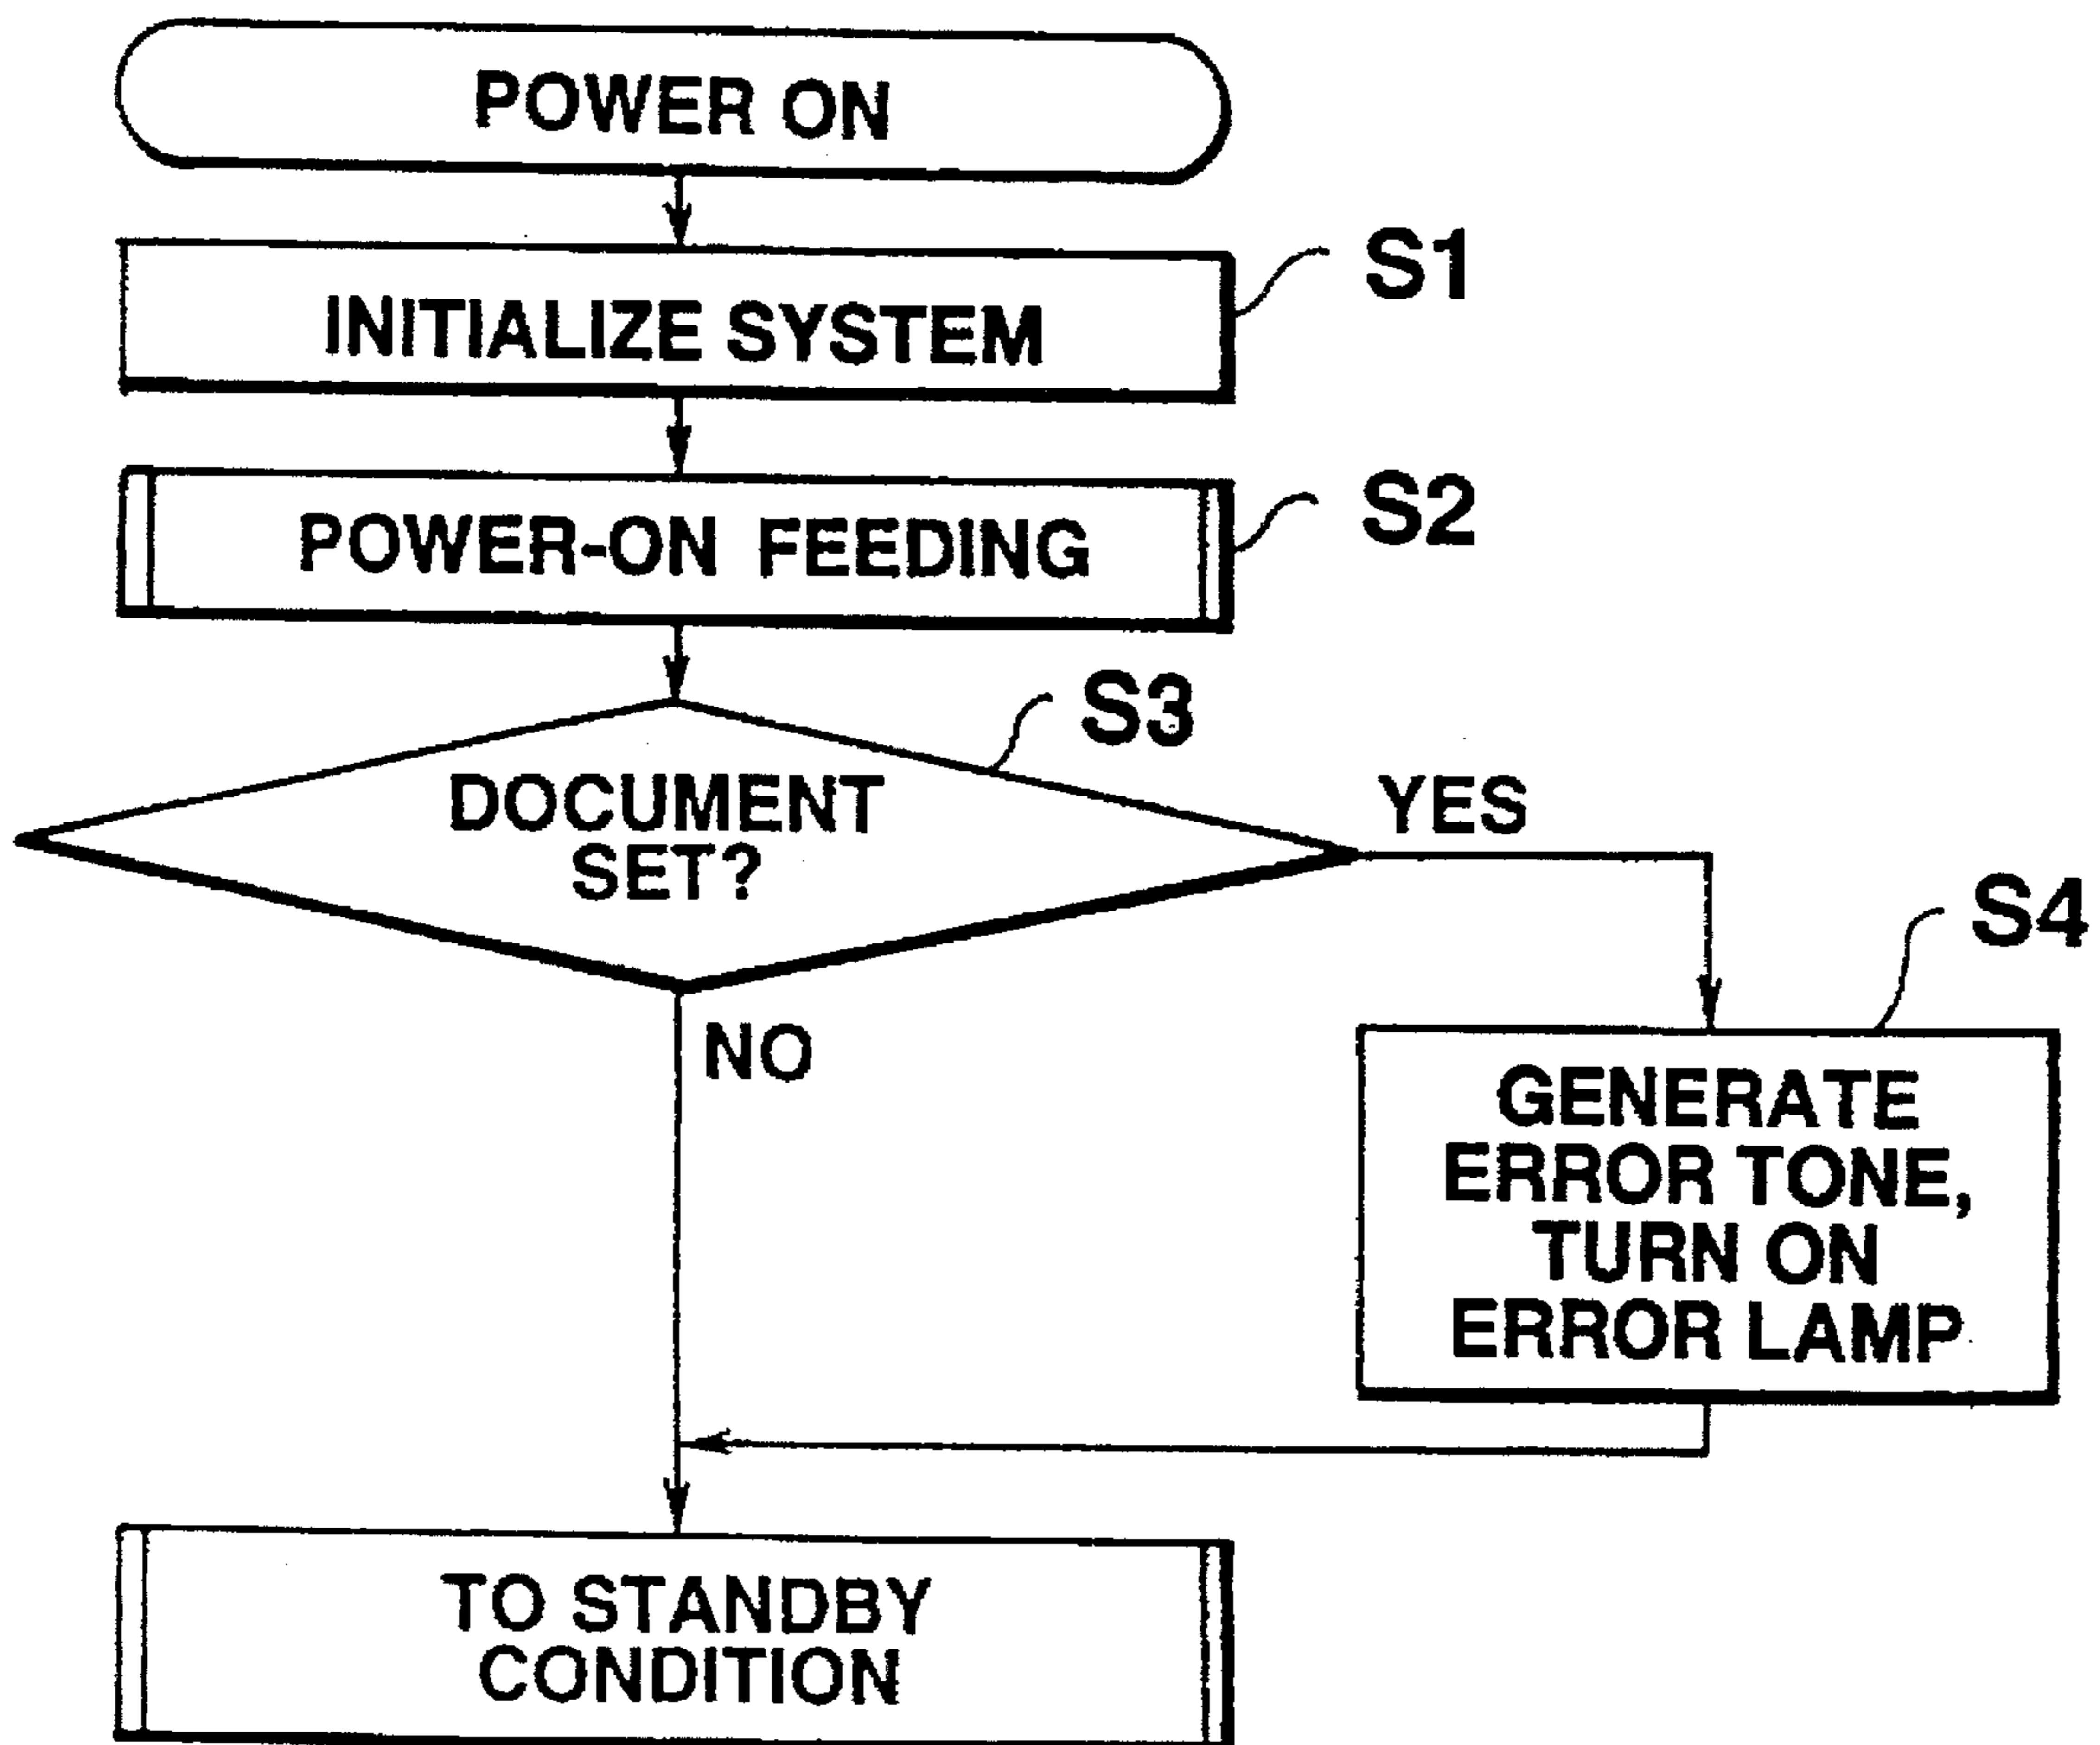 POWER ON
S1
INITIALIZE SYSTEM
S2
POWER-ON FEEDING
S3
DOCUMENT
SET?
YES
S4
NO
GENERATE
ERROR TONE,
TURN ON
ERROR LAMP
TO STANDBY
CONDITION